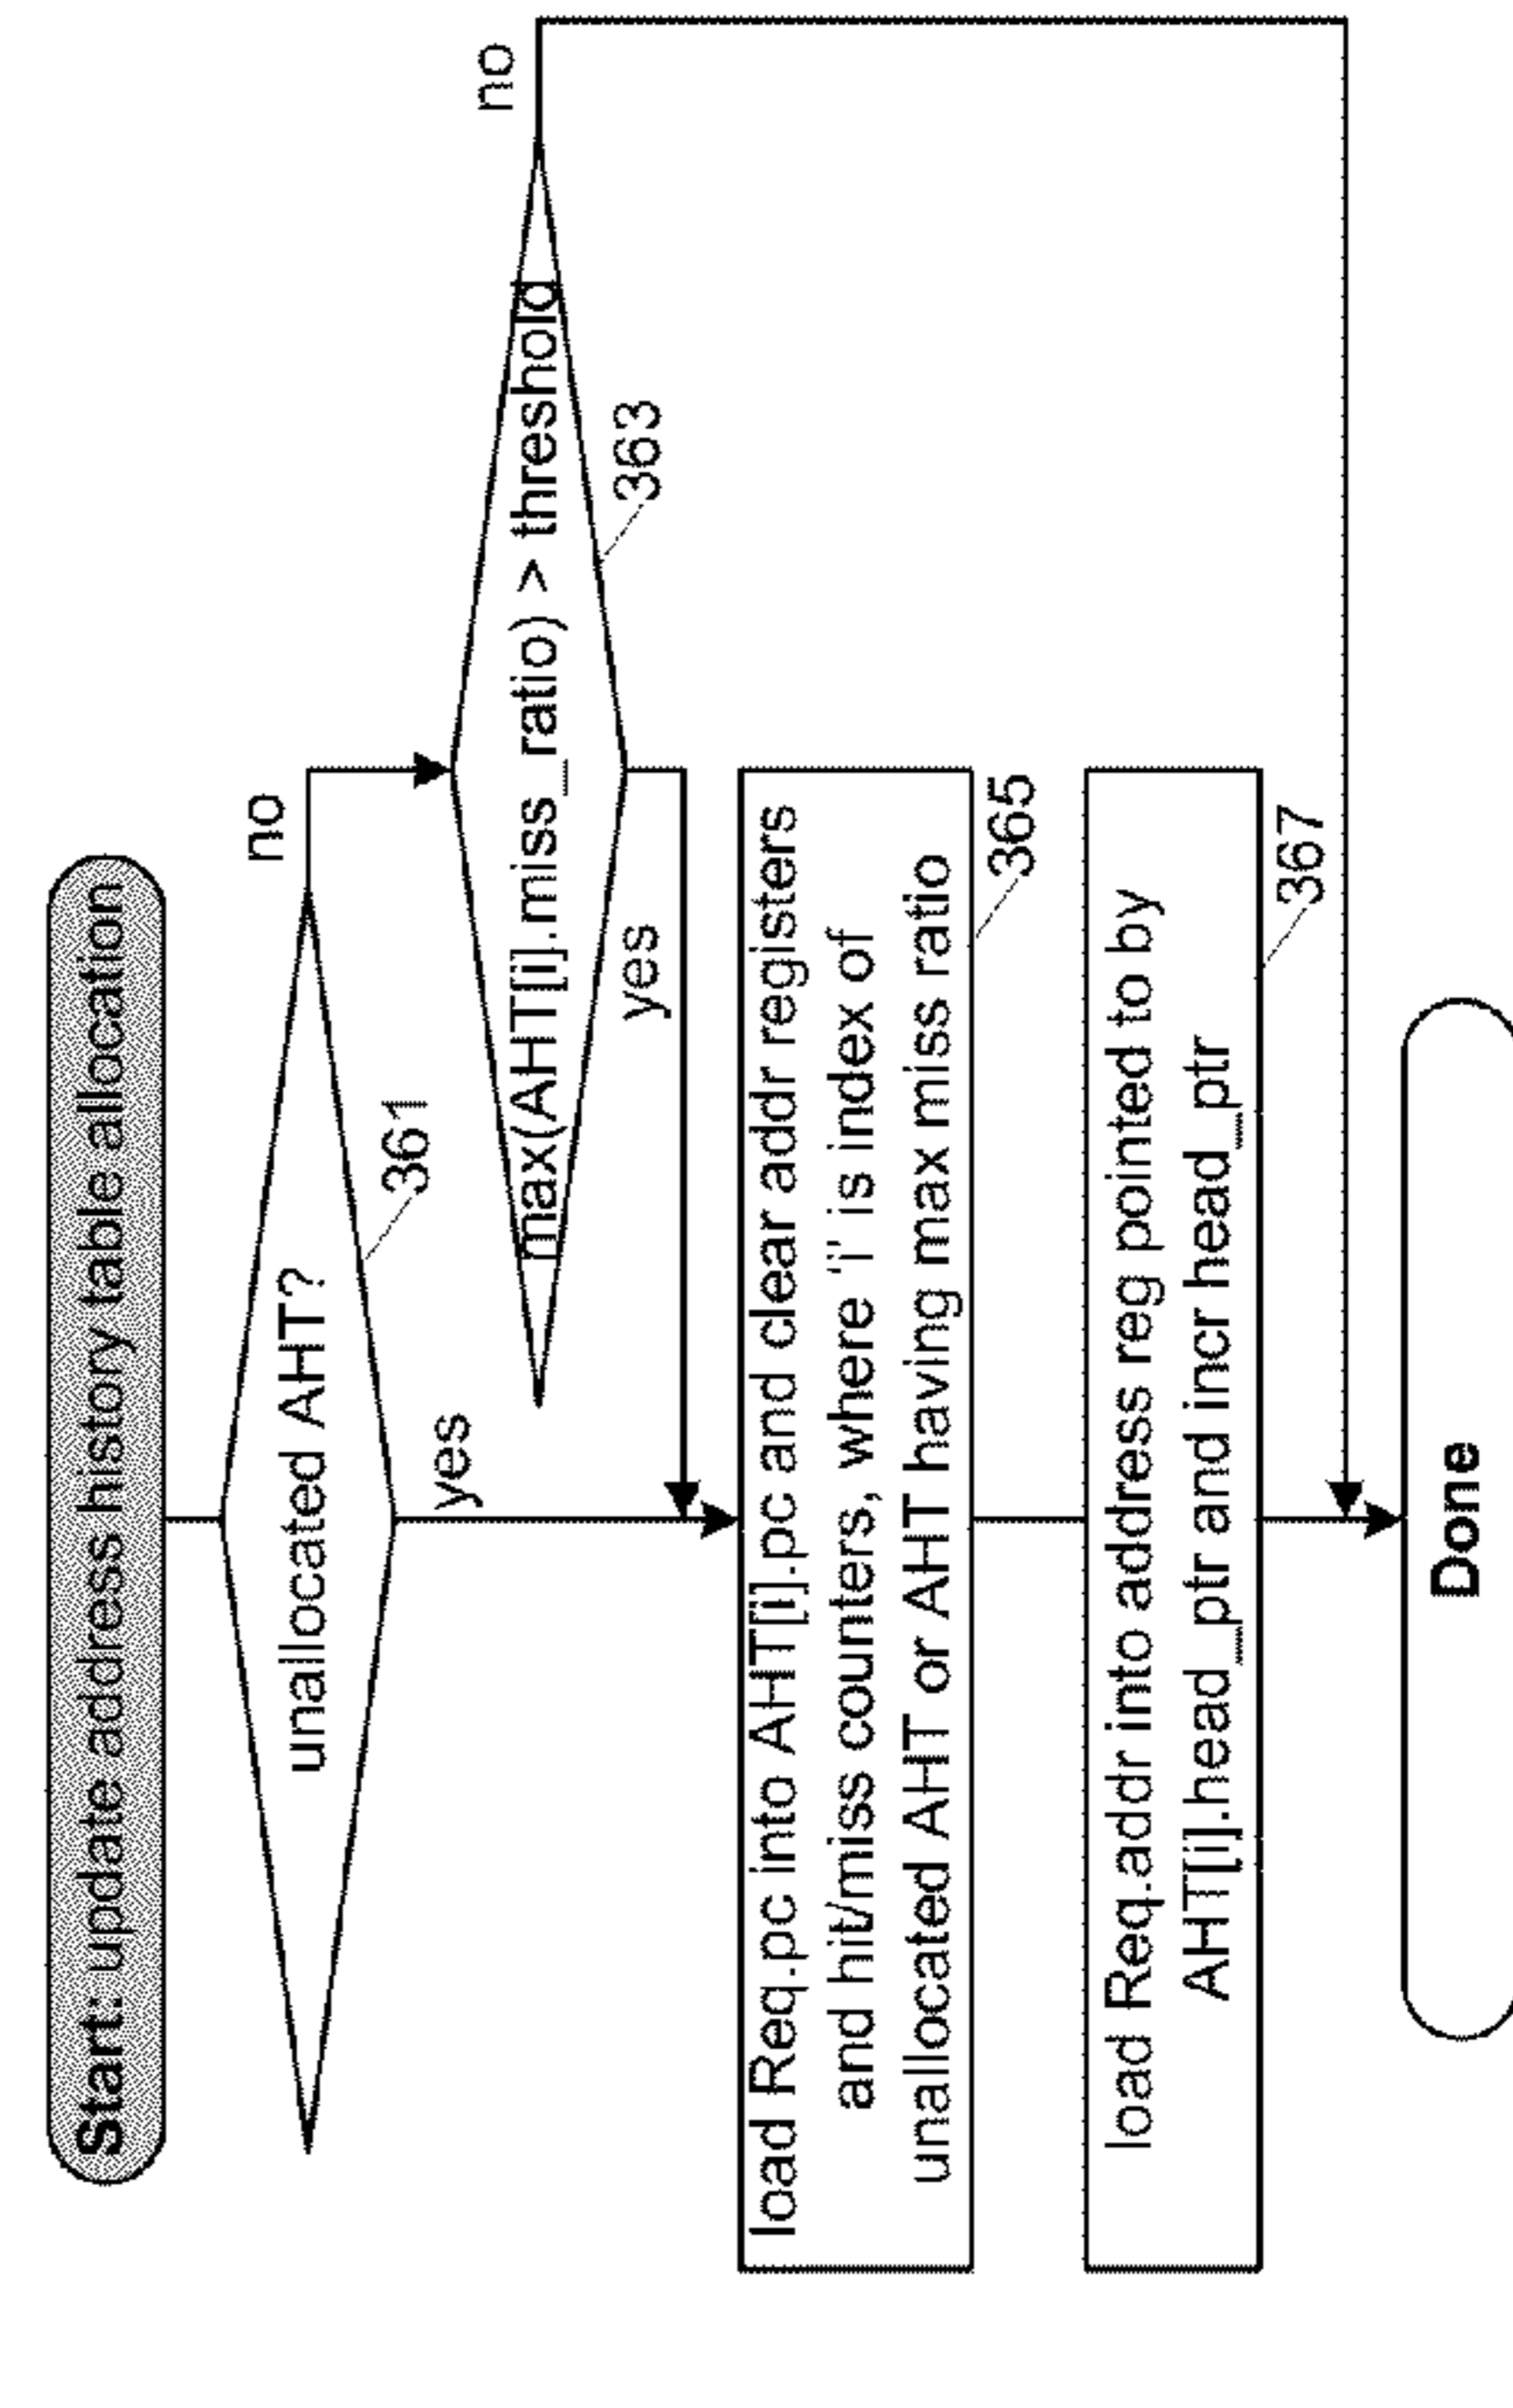 Start: update address history table allocation
unallocated AHT?
no
361
yes
max(AHT[i].miss_ratio) > threshold
no
363
yes
load Req.pc into AHT[i].pc and clear addr registers
and hit/miss counters, where 'i' is index of
unallocated AHT or AHT having max miss ratio
365
load Req.addr into address reg pointed to by
AHT[i].head_ptr and incr head_ptr
367
Done